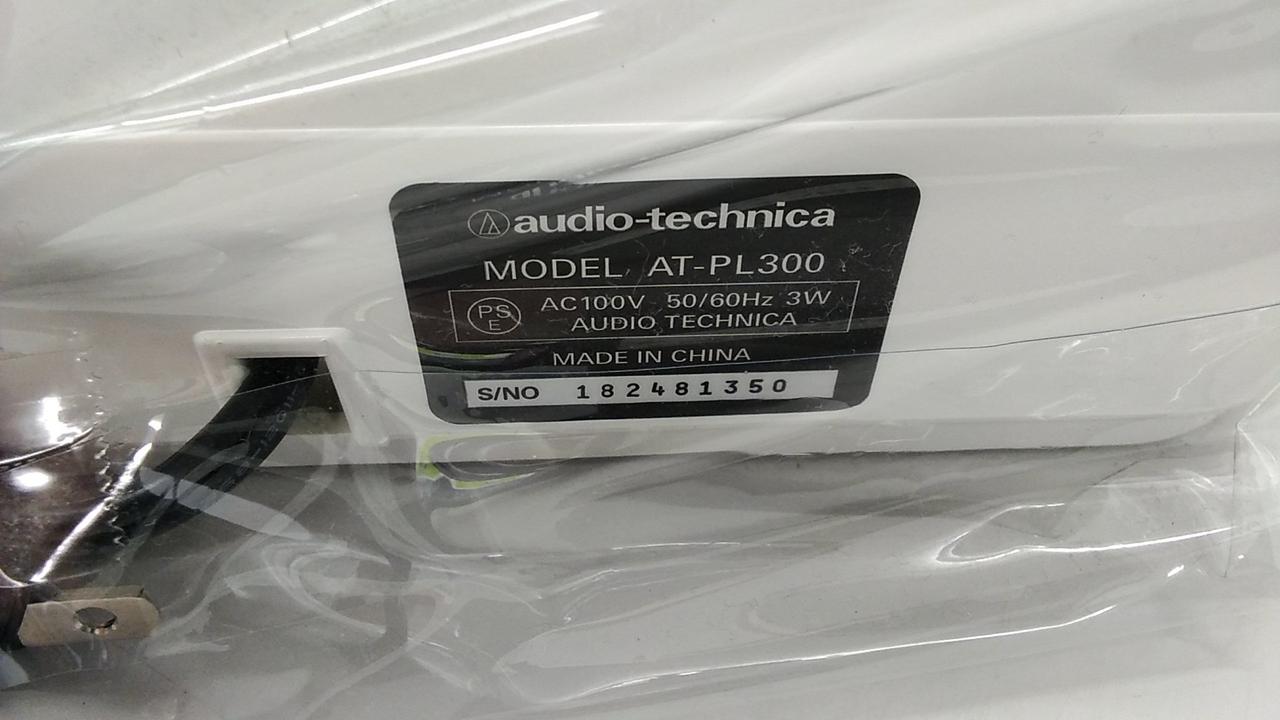 audio-technica
MODEL AT-PL300
PS E AC100V 50/60Hz 3W
AUDIO TECHNICA
MADE IN CHINA
S/NO 182481350